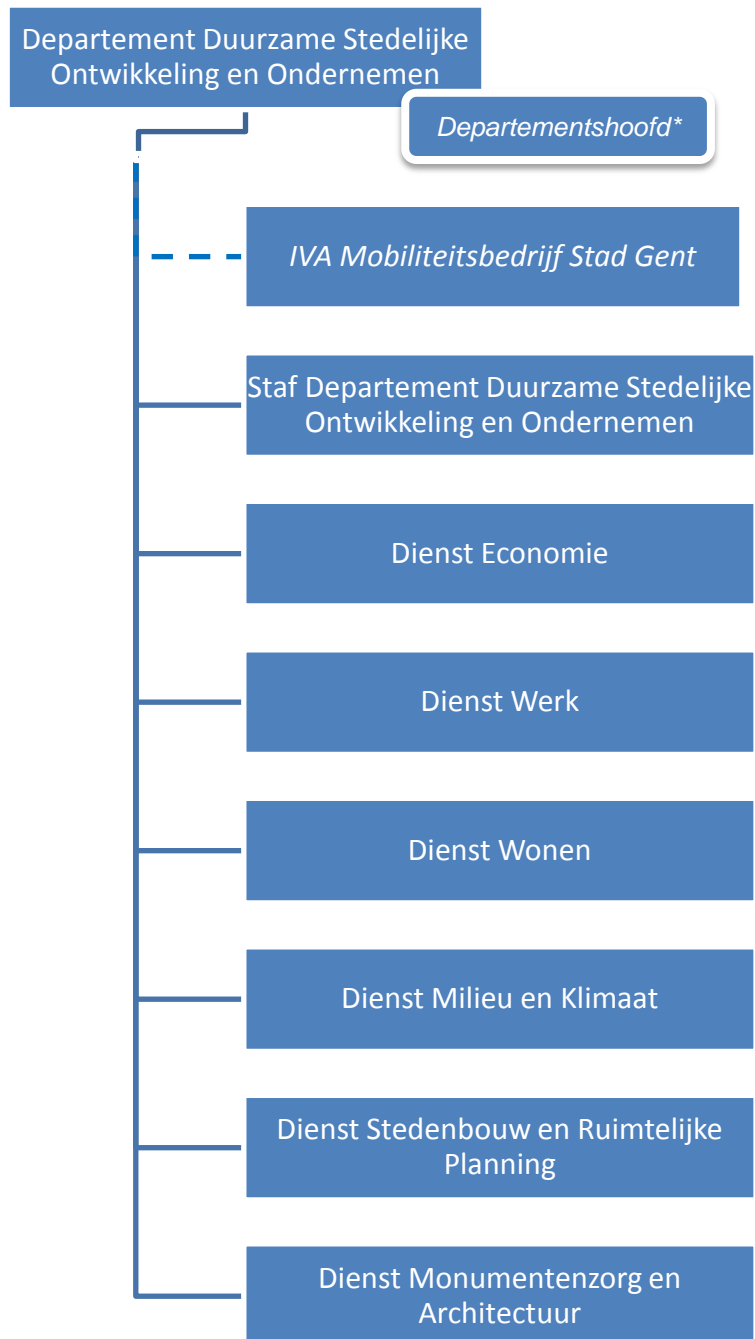 Departement Duurzame Stedelijke
Ontwikkeling en Ondernemen
Departementshoofd*
IVA Mobiliteitsbedrijf Stad Gent
Staf Departement Duurzame Stedelijke
Ontwikkeling en Ondernemen
Dienst Economie
Dienst Werk
Dienst Wonen
Dienst Milieu en Klimaat
Dienst Stedenbouw en Ruimtelijke
Planning
Dienst Monumentenzorg en
Architectuur